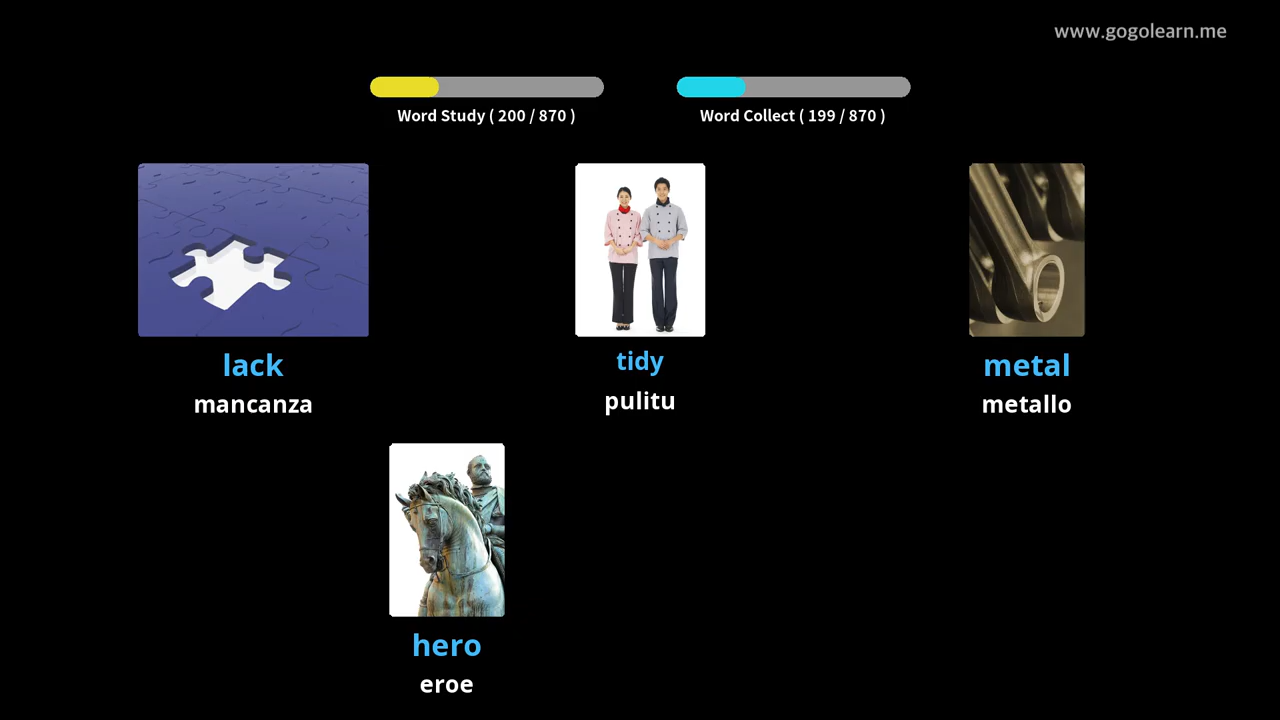 www.gogolearn.me
Word Study ( 200 / 870 )
Word Collect ( 199 / 870 )
lack
mancanza
tidy
pulitu
metal
metallo
hero
eroe